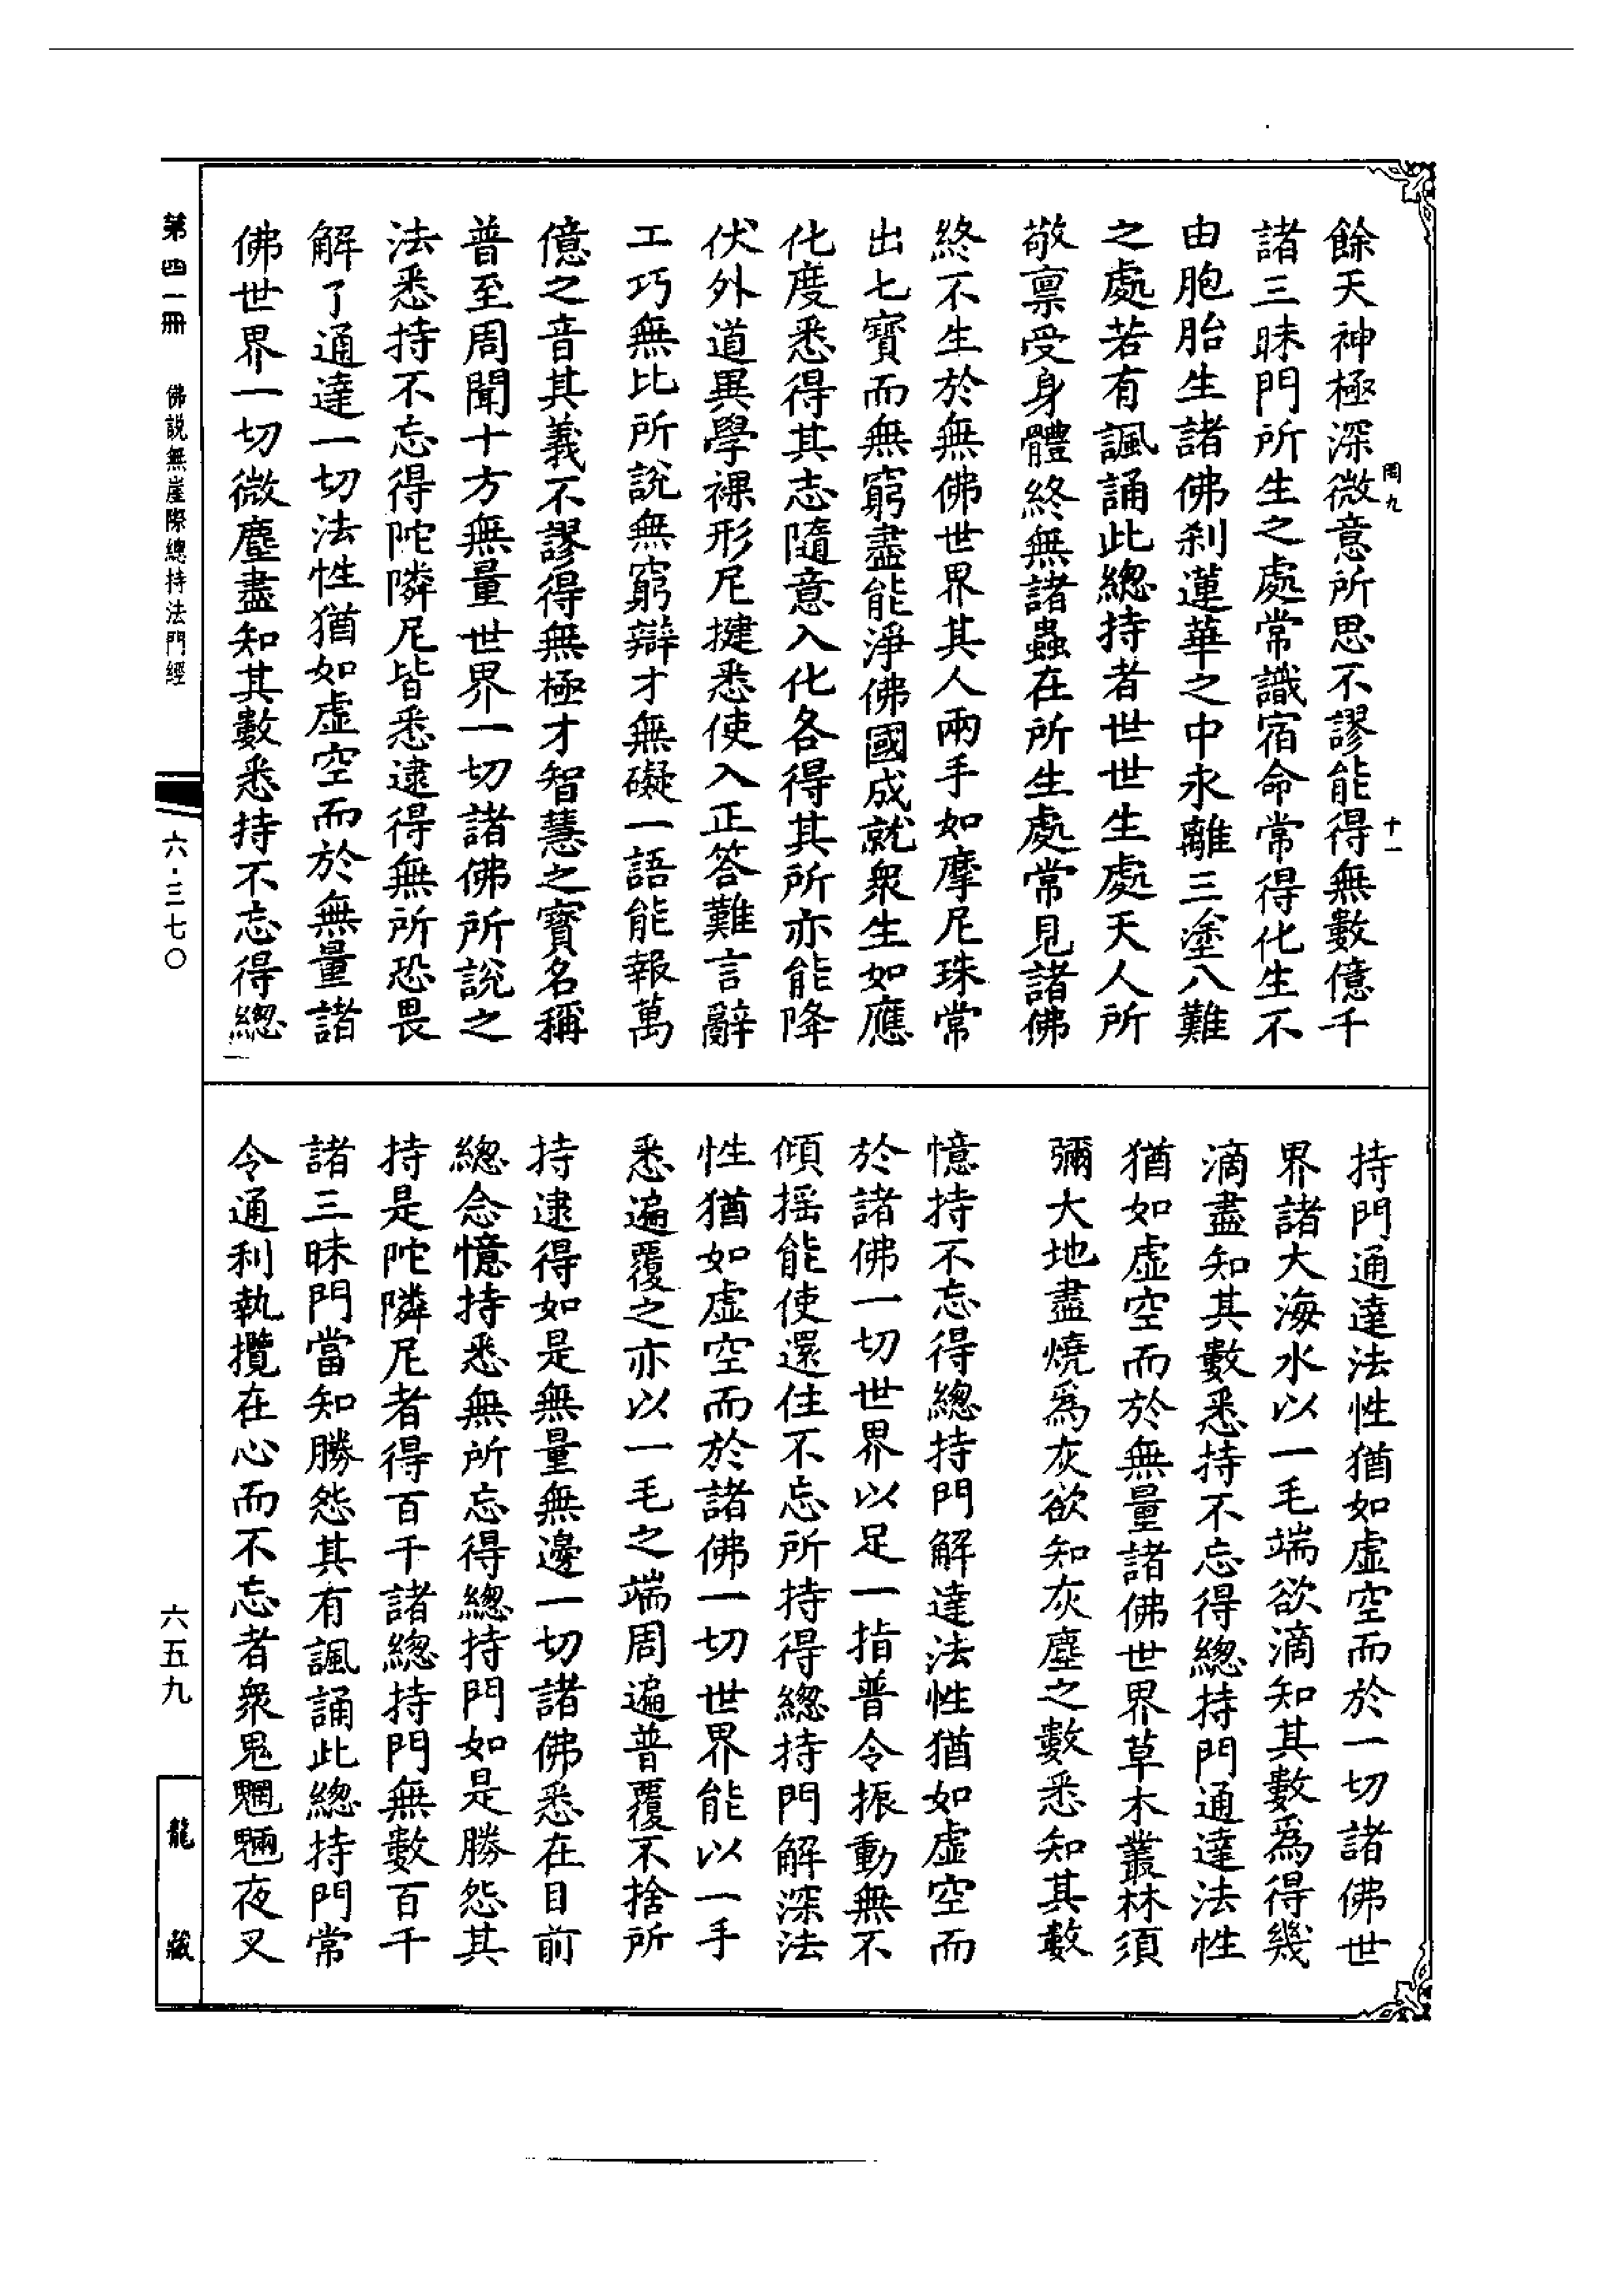 餘天神極深微意所思不謬能得無數億千
諸三昧門所生之處常識宿命常得化生不
由胞胎生諸佛刹蓮華之中永離三塗八難
之處若有諷誦此總持者世世生處天人所
敬禀受身體終無諸蟲在所生處常見諸佛
終不生於無佛世界其人兩手如摩尼珠常
出七寶而無窮盡能淨佛國成就衆生如應
化度悉得其志隨意入化各得其所亦能降
伏外道異學裸形尼揵悉使入正答難言辭
工巧無比所說無窮辯才無礙一語能報萬
億之音其義不謬得無極才智慧之寶名稱
普至周聞十方無量世界一切諸佛所說之
法悉持不忘得陀隣尼皆悉逮得無所恐畏
解了通達一切法性猶如虛空而於無量諸
佛世界一切微塵盡知其數悉持不忘得總
岡九
十一
持門通達法性猶如虛空而於一切諸佛世
界諸大海水以一毛端欲滴知其數為得幾
滴盡知其數悉持不忘得總持門通達法性
猶如虛空而於無量諸佛世界草木叢林須
彌大地盡燒為灰欲知灰塵之數悉知其數
憶持不忘得總持門解達法性猶如虛空而
於諸佛一切世界以足一指普令振動無不
傾搖能使還住不忘所持得總持門解深法
性猶如虛空而於諸佛一切世界能以一手
悉遍覆之亦以一毛之端周遍普覆不捨所
持逮得如是無量無邊一切諸佛悉在目前
總念憶持悉無所忘得總持門如是勝怨其
持是陀隣尼者得百千諸總持門無數百千
諸三昧門當知勝怨其有諷誦此總持門常
令通利執攬在心而不忘者衆鬼魍魎夜叉
第四一冊
佛説無崖際總持法門經
六·三七〇
六五九
龍藏